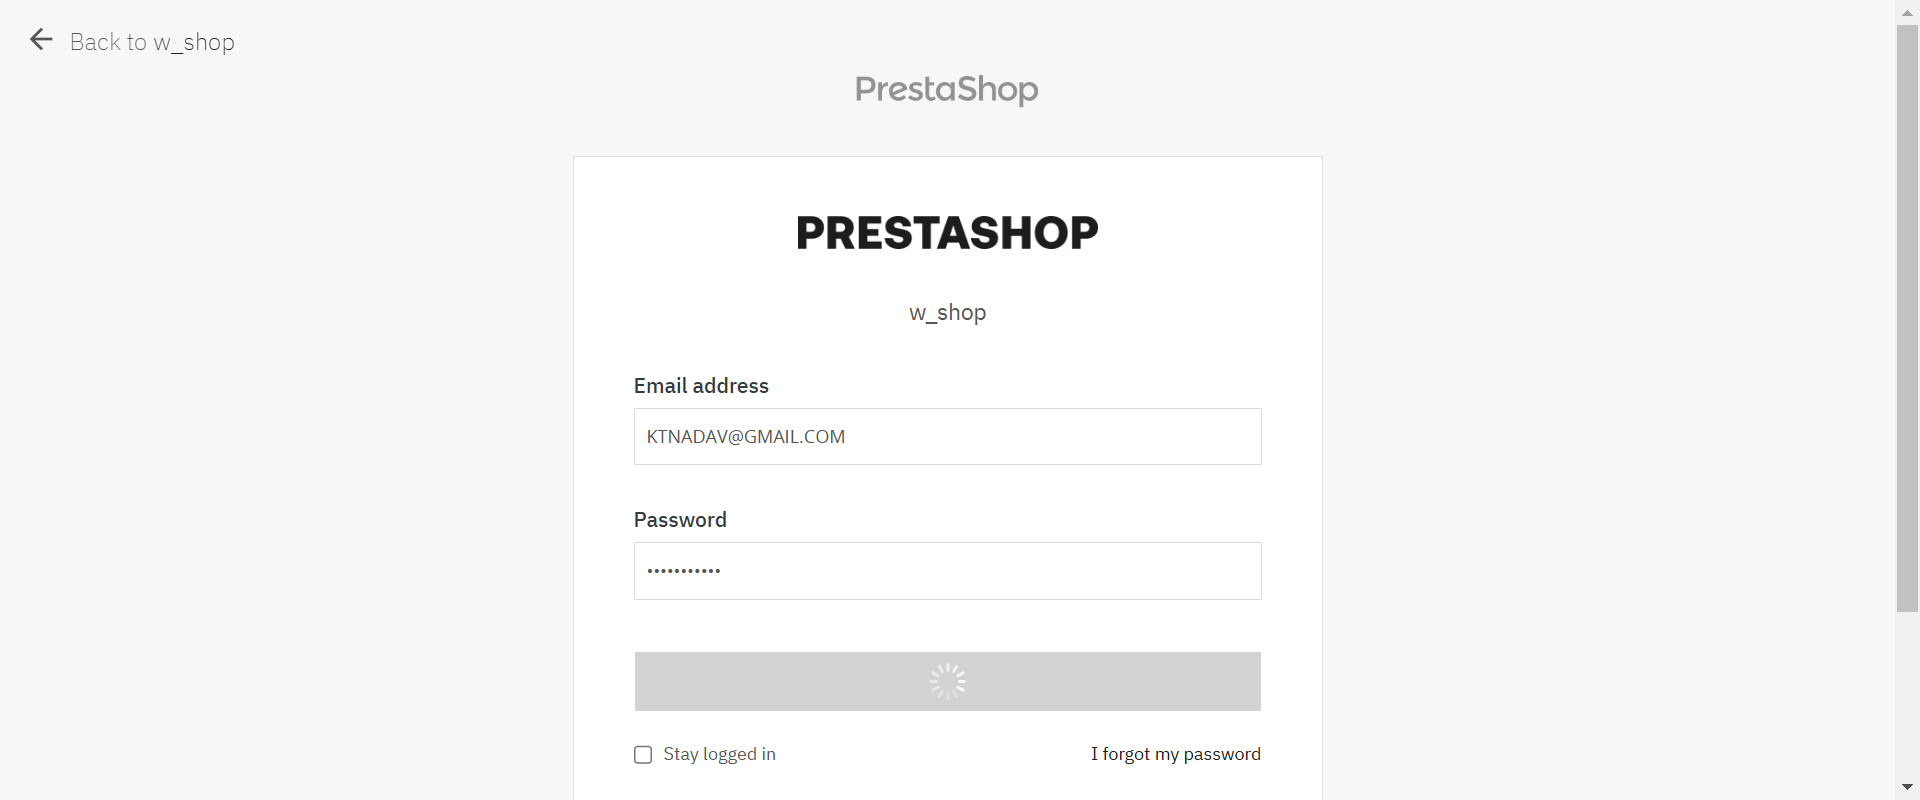 Back to w_shop
PrestaShop
PRESTASHOP
w_shop
Email address
KTNADAV@GMAIL.COM
Password
•••••••••••
Stay logged in
I forgot my password